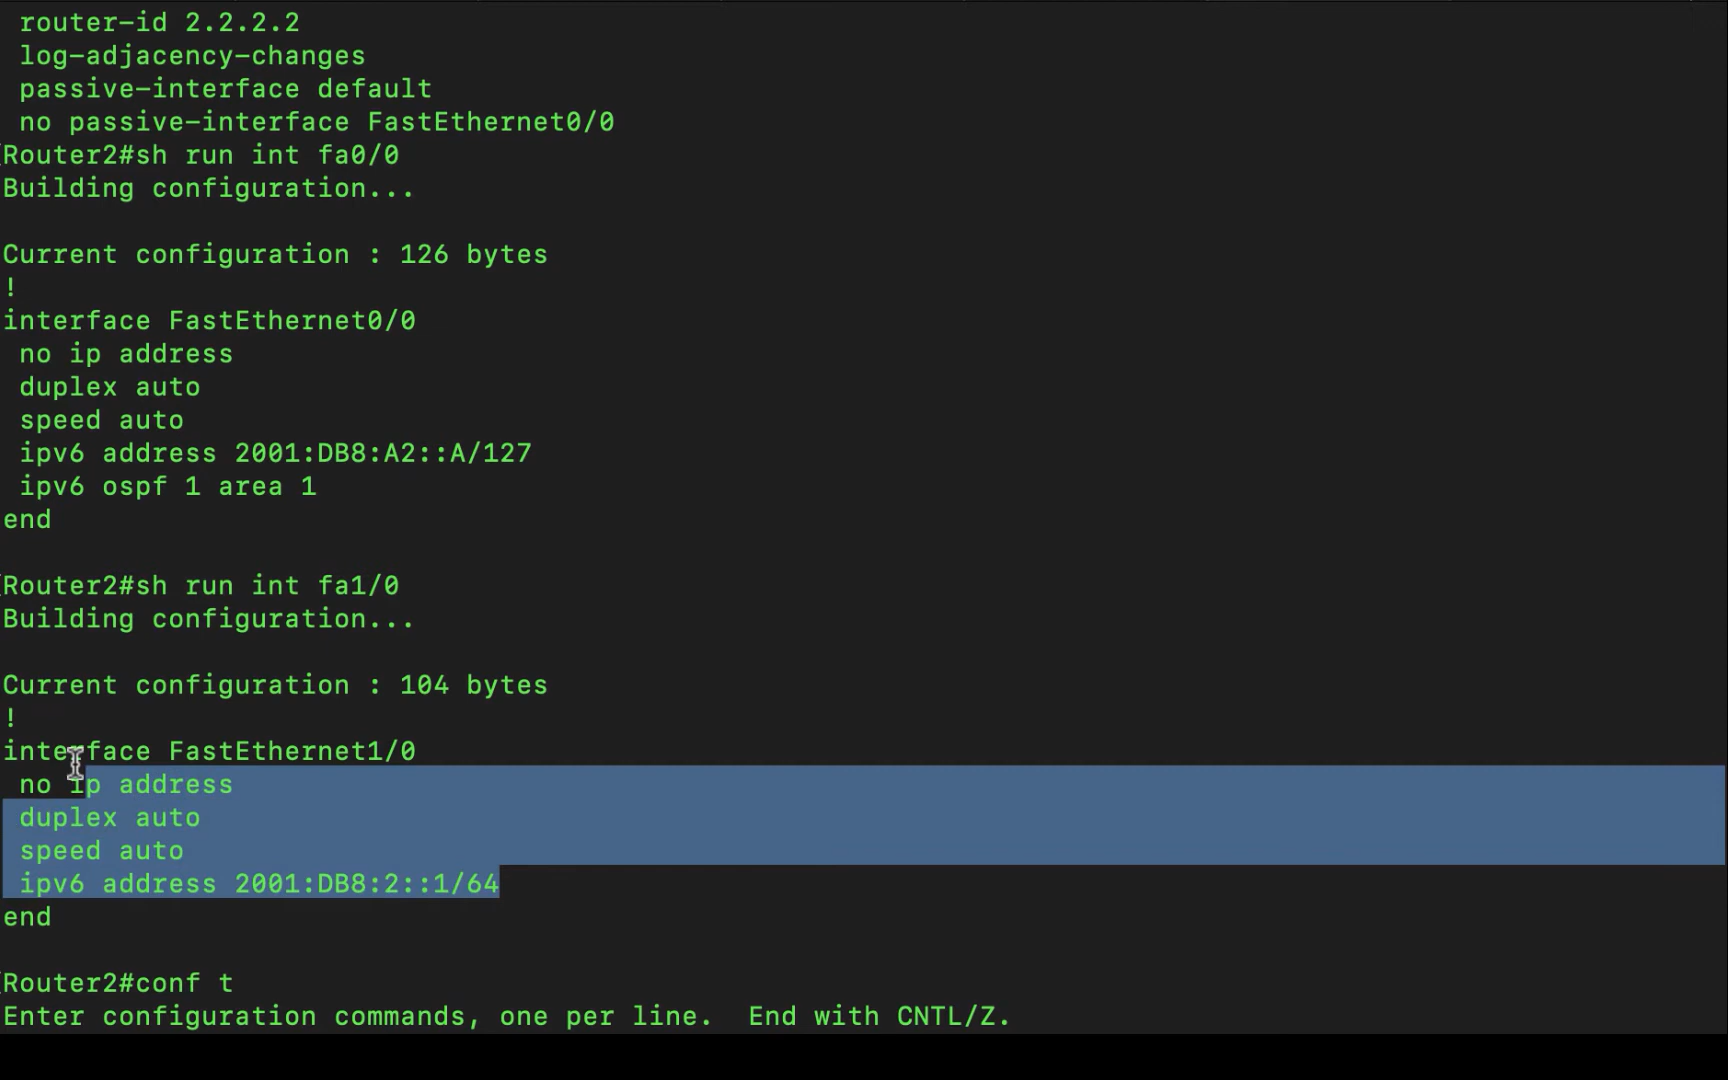 router-id 2.2.2.2
log-adjacency-changes
passive-interface default
no passive-interface FastEthernet0/0
Router2#sh run int fa0/0
Building configuration...
Current configuration : 126 bytes
!
interface FastEthernet0/0
no ip address
duplex auto
speed auto
ipv6 address 2001:DB8:A2::A/127
ipv6 ospf 1 area 1
end
Router2#sh run int fa1/0
Building configuration...
Current configuration : 104 bytes
!
interface FastEthernet1/0
no ip address
duplex auto
speed auto
ipv6 address 2001:DB8:2::1/64
end
Router2#conf t
Enter configuration commands, one per line.  End with CNTL/Z.